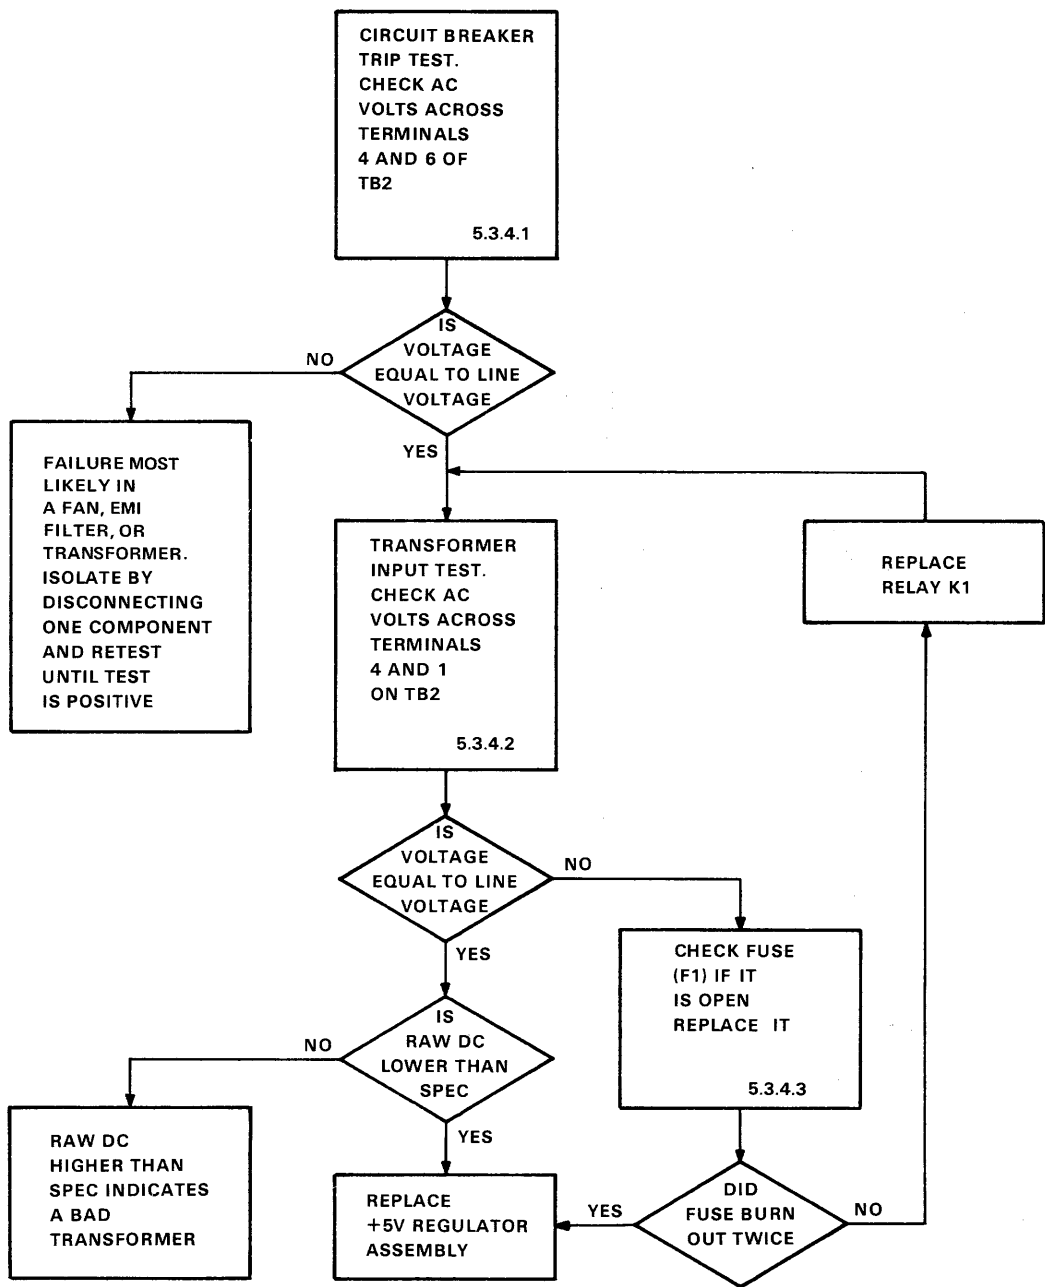 CIRCUIT BREAKER
TRIP TEST.
CHECK AC
VOLTS ACROSS
TERMINALS
4 AND 6 OF
TB2
5.3.4.1
IS
VOLTAGE
EQUAL TO LINE
VOLTAGE
NO
YES
FAILURE MOST
LIKELY IN
A FAN, EMI
FILTER, OR
TRANSFORMER.
ISOLATE BY
DISCONNECTING
ONE COMPONENT
AND RETEST
UNTIL TEST
IS POSITIVE
TRANSFORMER
INPUT TEST.
CHECK AC
VOLTS ACROSS
TERMINALS
4 AND 1
ON TB2
5.3.4.2
REPLACE
RELAY K1
IS
VOLTAGE
EQUAL TO LINE
VOLTAGE
NO
YES
CHECK FUSE
(F1) IF IT
IS OPEN
REPLACE IT
5.3.4.3
IS
RAW DC
LOWER THAN
SPEC
NO
YES
RAW DC
HIGHER THAN
SPEC INDICATES
A BAD
TRANSFORMER
REPLACE
+5V REGULATOR
ASSEMBLY
YES
DID
FUSE BURN
OUT TWICE
NO